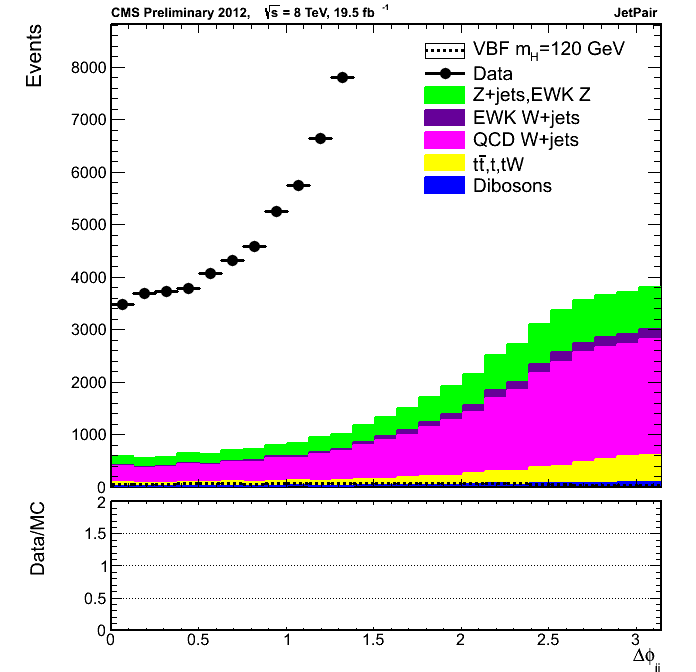 CMS Preliminary 2012, √s = 8 TeV, 19.5 fb⁻¹ JetPair
Events
8000
7000
6000
5000
4000
3000
2000
1000
0
VBF m_H=120 GeV
Data
Z+jets,EWK Z
EWK W+jets
QCD W+jets
tt̄,t,tW
Dibosons
Data/MC
2
1.5
1
0.5
0
0 0.5 1 1.5 2 2.5 3
Δϕ_jj